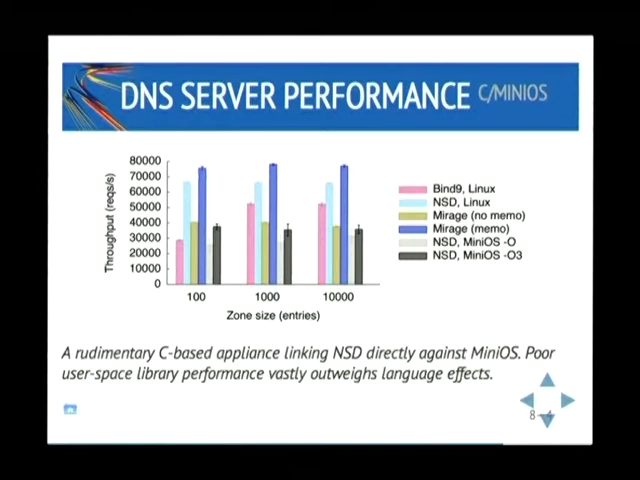 DNS SERVER PERFORMANCE C/MINIOS
80000
70000
60000
50000
40000
30000
20000
10000
0
Throughput (reqs/s)
100 1000 10000
Zone size (entries)
Bind9, Linux
NSD, Linux
Mirage (no memo)
Mirage (memo)
NSD, MiniOS -O
NSD, MiniOS -O3
A rudimentary C-based appliance linking NSD directly against MiniOS. Poor
user-space library performance vastly outweighs language effects.